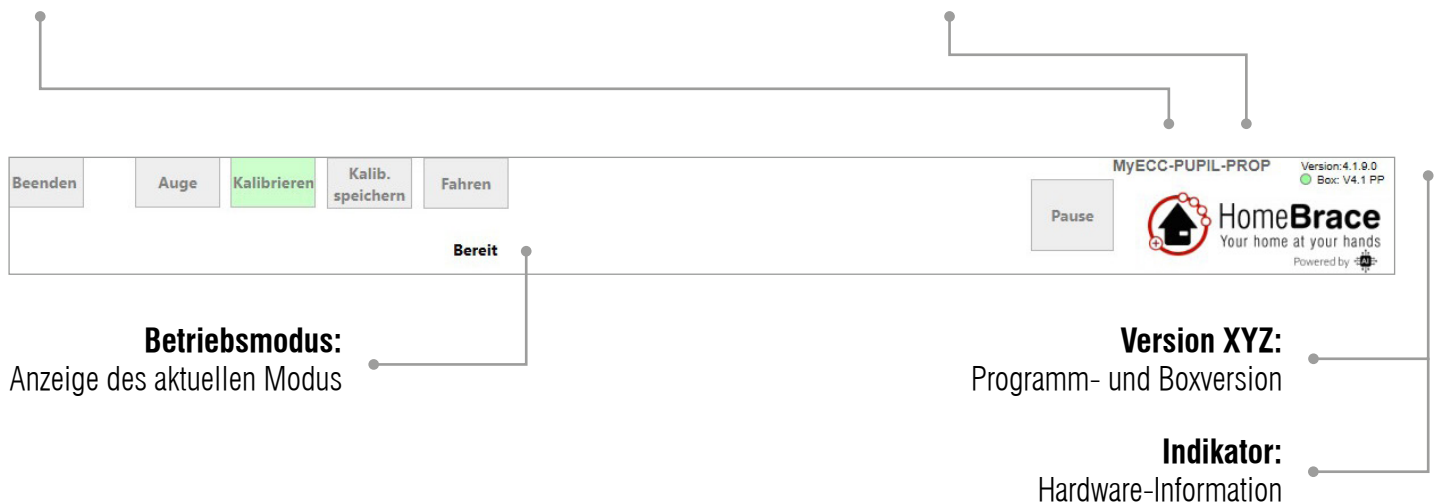 MyECC-PUPIL-PROP
Version:4.1.9.0
Box: V4.1 PP
Beenden
Auge
Kalibrieren
Kalib.
speichern
Fahren
Pause
HomeBrace
Your home at your hands
Powered by AI
Bereit
Betriebsmodus:
Anzeige des aktuellen Modus
Version XYZ:
Programm- und Boxversion
Indikator:
Hardware-Information